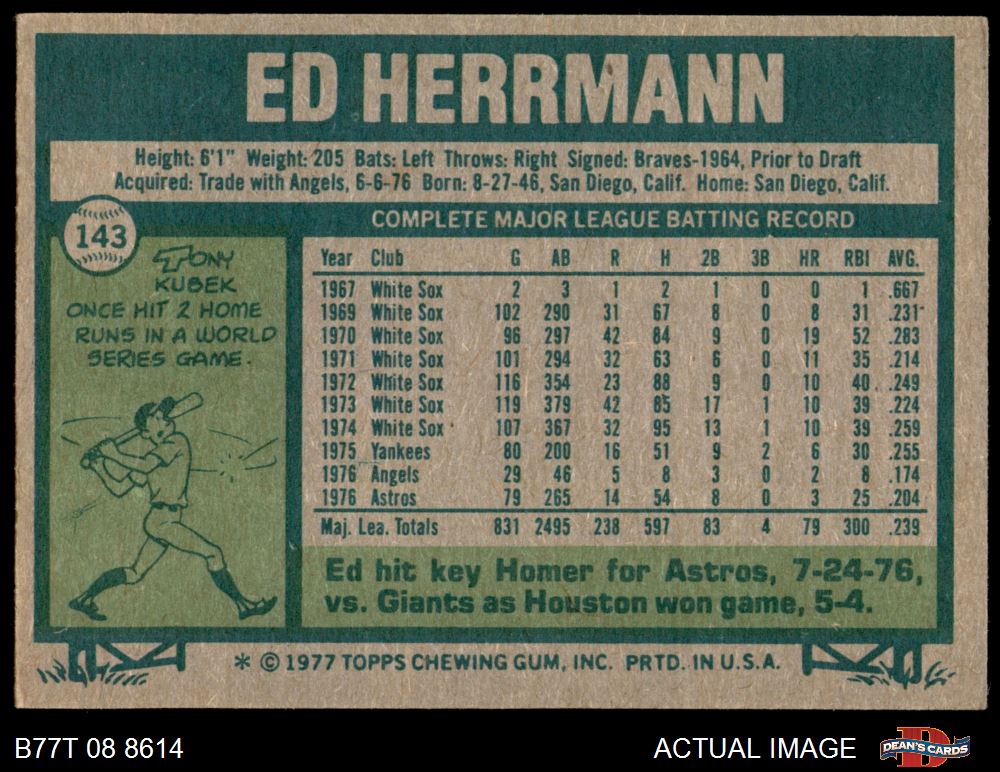 ED HERRMANN
Height: 6'1" Weight: 205 Bats: Left Throws: Right Signed: Braves-1964, Prior to Draft
Acquired: Trade with Angels, 6-6-76 Born: 8-27-46, San Diego, Calif. Home: San Diego, Calif.
143
TONY
KUBEK
ONCE HIT 2 HOME
RUNS IN A WORLD
SERIES GAME.
COMPLETE MAJOR LEAGUE BATTING RECORD
Year Club G AB R H 2B 3B HR RBI AVG.
1967 White Sox 2 3 1 2 1 0 0 1 .667
1969 White Sox 102 290 31 67 8 0 8 31 .231
1970 White Sox 96 297 42 84 9 0 19 52 .283
1971 White Sox 101 294 32 63 6 0 11 35 .214
1972 White Sox 116 354 23 88 9 0 10 40 .249
1973 White Sox 119 379 42 85 17 1 10 39 .224
1974 White Sox 107 367 32 95 13 1 10 39 .259
1975 Yankees 80 200 16 51 9 2 6 30 .255
1976 Angels 29 46 5 8 3 0 2 8 .174
1976 Astros 79 265 14 54 8 0 3 25 .204
Maj. Lea. Totals 831 2495 238 597 83 4 79 300 .239
Ed hit key Homer for Astros, 7-24-76,
vs. Giants as Houston won game, 5-4.
* © 1977 TOPPS CHEWING GUM, INC. PRTD. IN U.S.A.
B77T 08 8614
ACTUAL IMAGE
D
DEAN'S CARDS